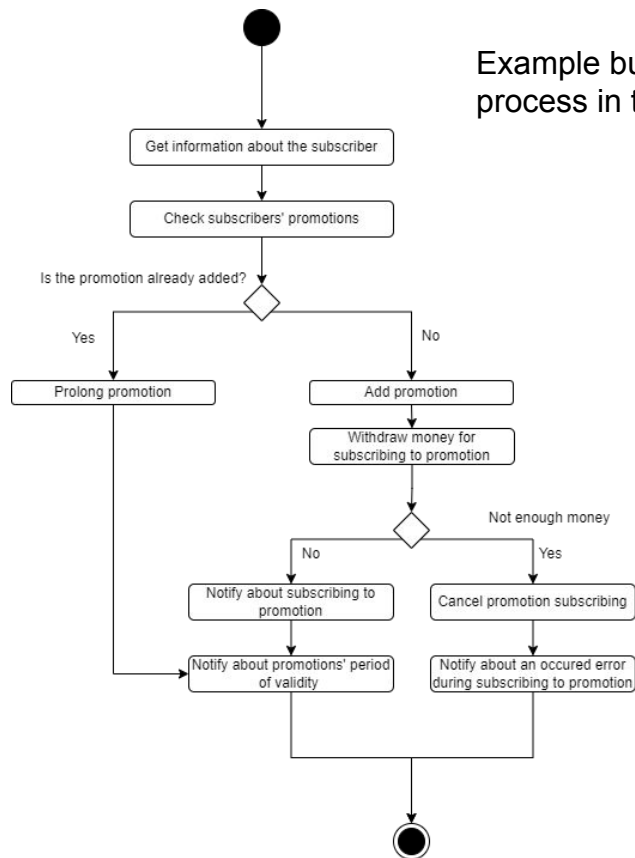 Example bu
process in t
Get information about the subscriber
Check subscribers' promotions
Is the promotion already added?
Yes
No
Prolong promotion
Add promotion
Withdraw money for
subscribing to promotion
Not enough money
No
Yes
Notify about subscribing to
promotion
Cancel promotion subscribing
Notify about promotions' period
of validity
Notify about an occured error
during subscribing to promotion